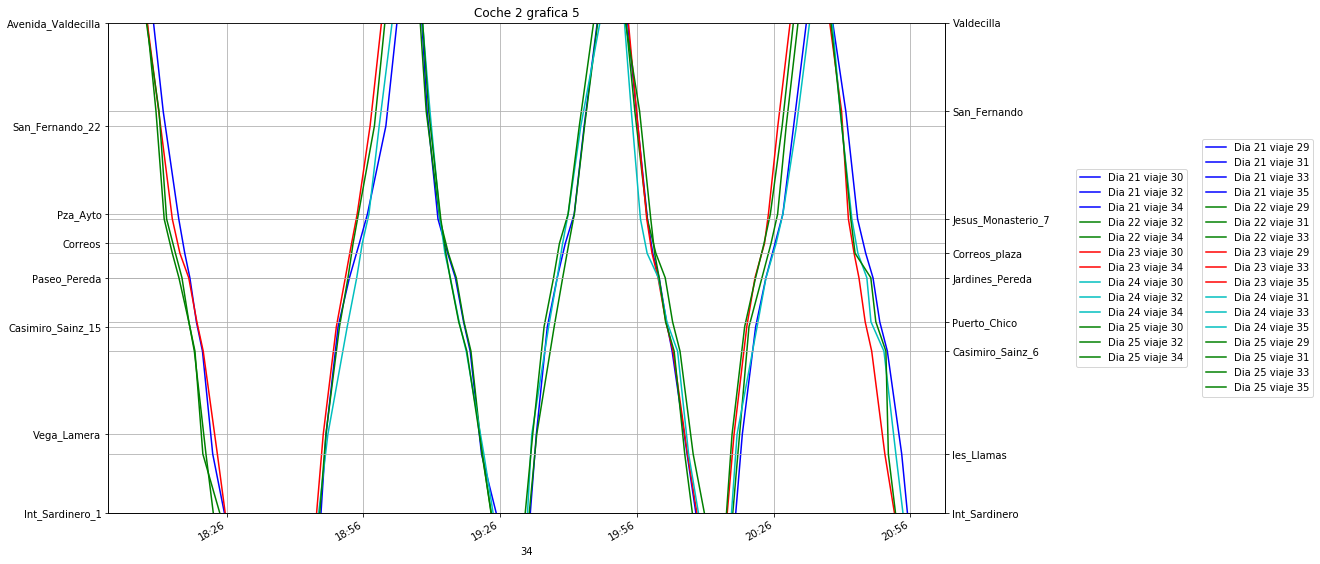 Coche 2 grafica 5
Avenida_Valdecilla
San_Fernando_22
Pza_Ayto
Correos
Paseo_Pereda
Casimiro_Sainz_15
Vega_Lamera
Int_Sardinero_1
Valdecilla
San_Fernando
Jesus_Monasterio_7
Correos_plaza
Jardines_Pereda
Puerto_Chico
Casimiro_Sainz_6
Ies_Llamas
Int_Sardinero
18:26
18:56
19:26
19:56
20:26
20:56
34
Dia 21 viaje 30
Dia 21 viaje 32
Dia 21 viaje 34
Dia 22 viaje 32
Dia 22 viaje 34
Dia 23 viaje 30
Dia 23 viaje 34
Dia 24 viaje 30
Dia 24 viaje 32
Dia 24 viaje 34
Dia 25 viaje 30
Dia 25 viaje 32
Dia 25 viaje 34
Dia 21 viaje 29
Dia 21 viaje 31
Dia 21 viaje 33
Dia 21 viaje 35
Dia 22 viaje 29
Dia 22 viaje 31
Dia 22 viaje 33
Dia 23 viaje 29
Dia 23 viaje 33
Dia 23 viaje 35
Dia 24 viaje 31
Dia 24 viaje 33
Dia 24 viaje 35
Dia 25 viaje 29
Dia 25 viaje 31
Dia 25 viaje 33
Dia 25 viaje 35